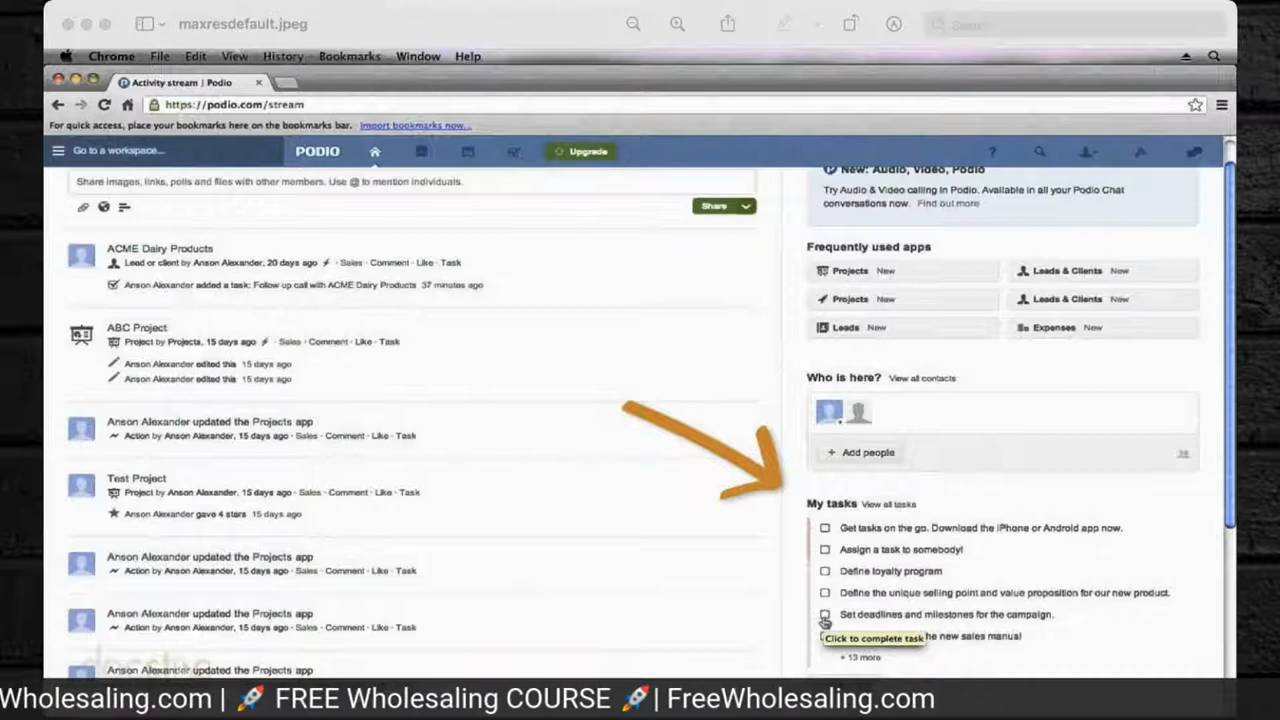 maxresdefault.jpeg
Search
Chrome File Edit View History Bookmarks Window Help
Activity stream | Podio
https://podio.com/stream
For quick access, place your bookmarks here on the bookmarks bar. Import bookmarks now...
Go to a workspace... PODIO Upgrade ?
Share images, links, polls and files with other members. Use @ to mention individuals.
Share
ACME Dairy Products
Lead or client by Anson Alexander, 20 days ago · Sales · Comment · Like · Task
Anson Alexander added a task: Follow up call with ACME Dairy Products 37 minutes ago
ABC Project
Project by Projects, 15 days ago · Sales · Comment · Like · Task
Anson Alexander edited this 15 days ago
Anson Alexander edited this 15 days ago
Anson Alexander updated the Projects app
Action by Anson Alexander, 15 days ago · Sales · Comment · Like · Task
Test Project
Project by Anson Alexander, 15 days ago · Sales · Comment · Like · Task
Anson Alexander gave 4 stars 15 days ago
Anson Alexander updated the Projects app
Action by Anson Alexander, 15 days ago · Sales · Comment · Like · Task
Anson Alexander updated the Projects app
Action by Anson Alexander, 15 days ago · Sales · Comment · Like · Task
Anson Alexander updated the Projects app
New: Audio, Video, Podio
Try Audio & Video calling in Podio. Available in all your Podio Chat
conversations now. Find out more
Frequently used apps
Projects New Leads & Clients New
Projects New Leads & Clients New
Leads New Expenses New
Who is here? View all contacts
+ Add people
My tasks View all tasks
Get tasks on the go. Download the iPhone or Android app now.
Assign a task to somebody!
Define loyalty program
Define the unique selling point and value proposition for our new product.
Set deadlines and milestones for the campaign.
he new sales manual
Click to complete task
+ 13 more
Wholesaling.com | 🚀 FREE Wholesaling COURSE 🚀| FreeWholesaling.com